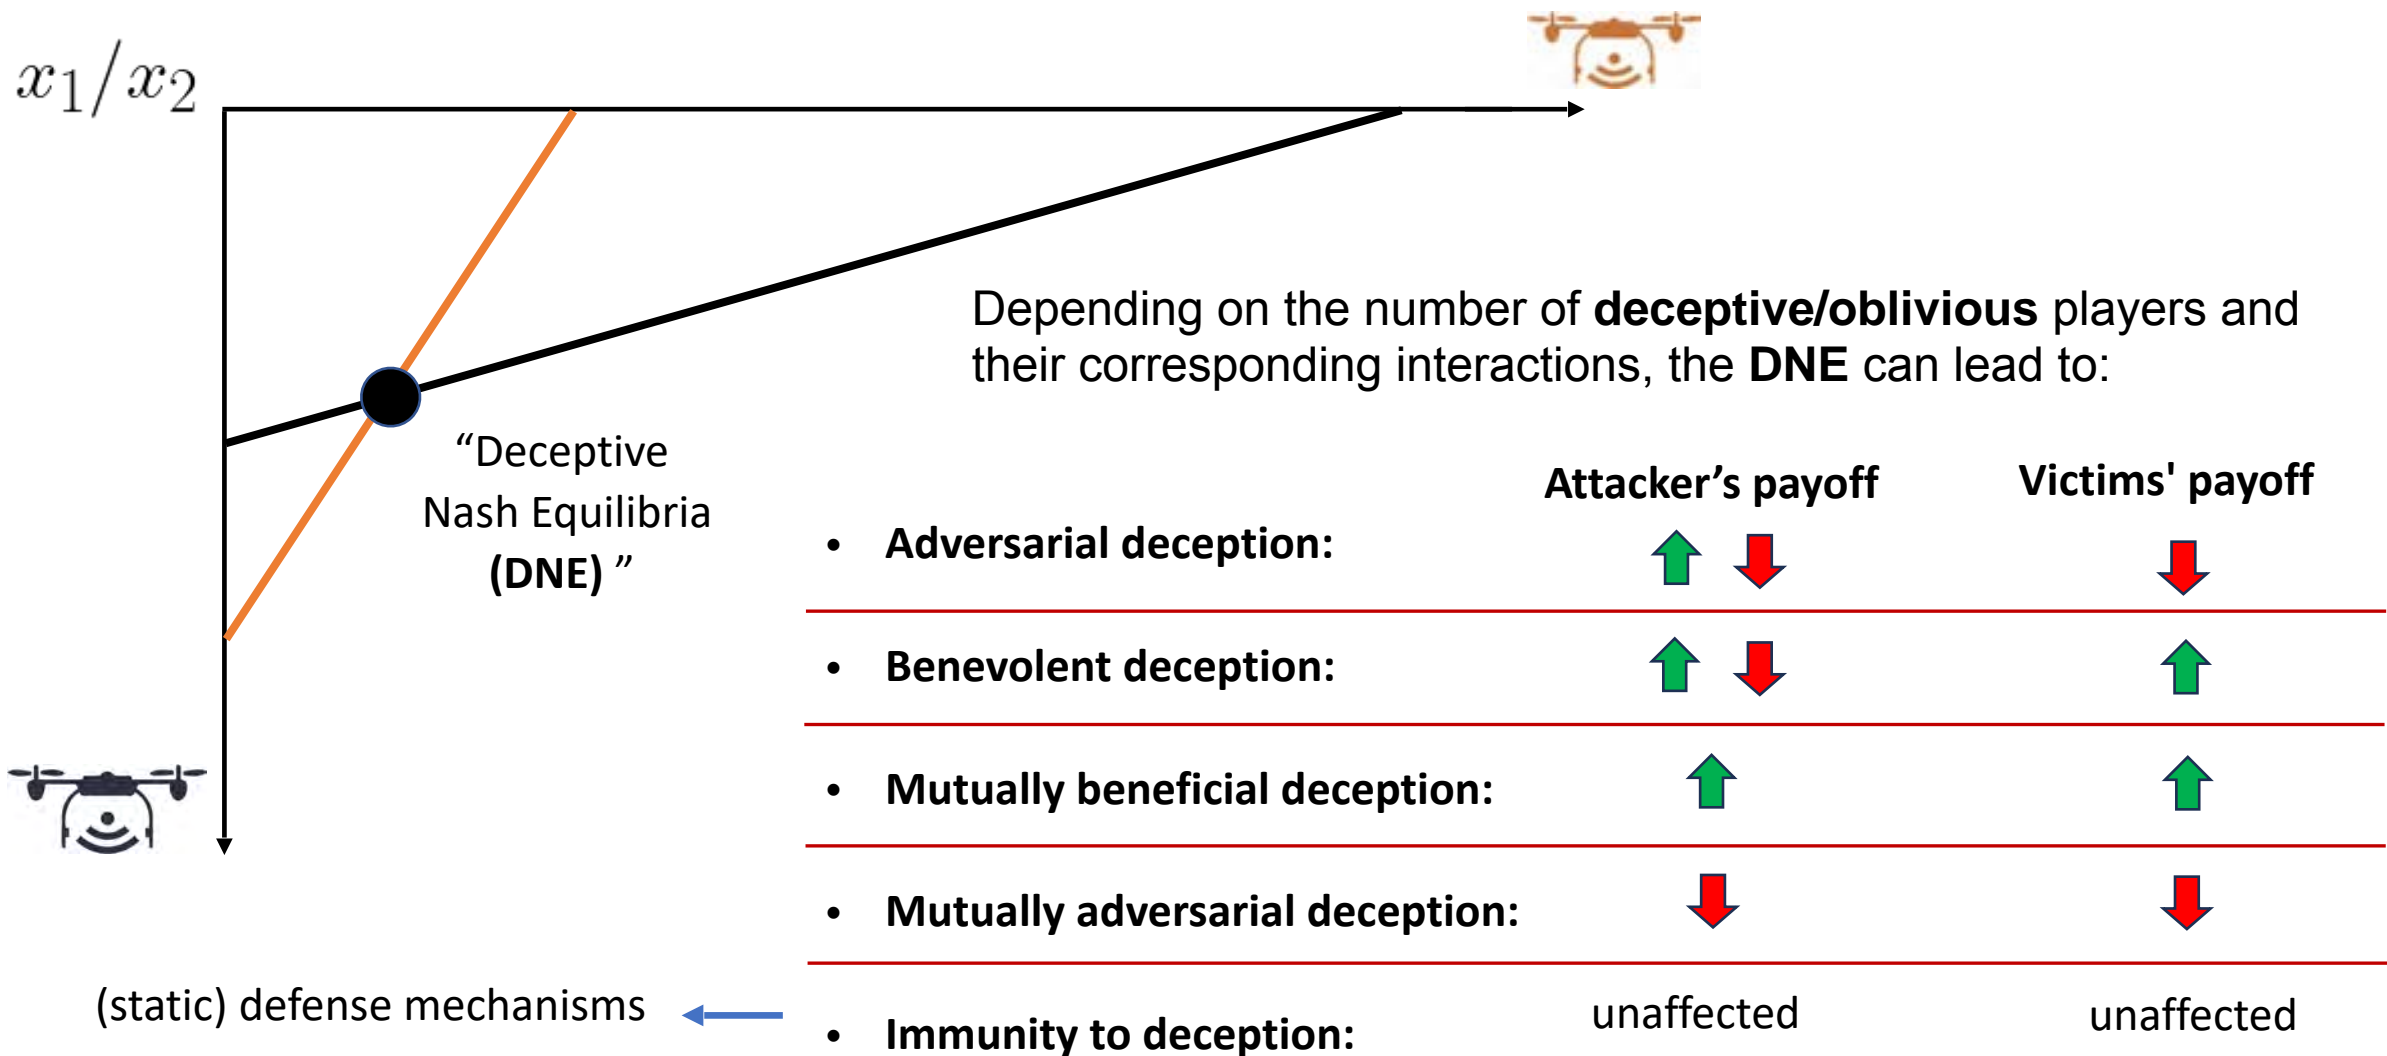 x1/x2
Depending on the number of deceptive/oblivious players and
their corresponding interactions, the DNE can lead to:
“Deceptive
Nash Equilibria
(DNE) ”
Attacker’s payoff
Victims' payoff
• Adversarial deception:
• Benevolent deception:
• Mutually beneficial deception:
• Mutually adversarial deception:
(static) defense mechanisms
• Immunity to deception:
unaffected
unaffected